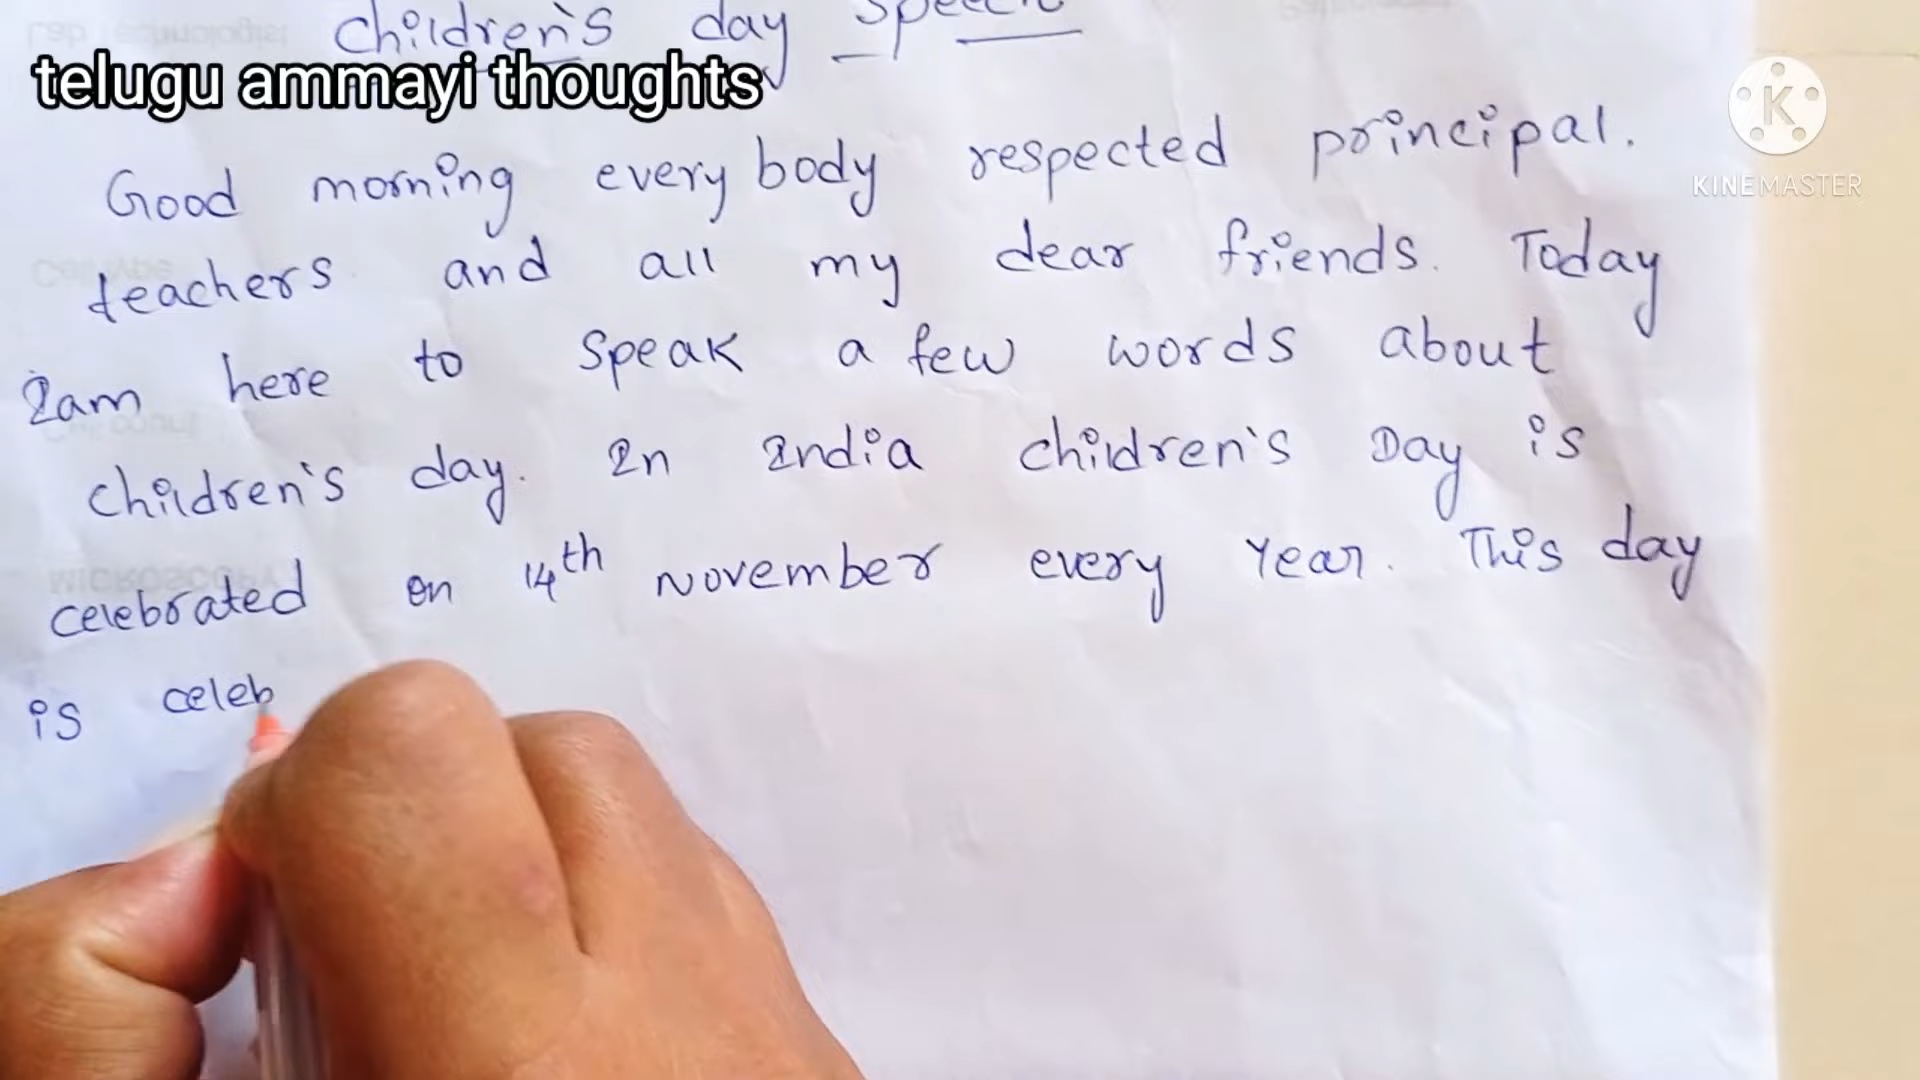 Children's day Speech
telugu ammayi thoughts
KINEMASTER
Good morning every body respected principal.
teachers and all my dear friends. Today
I am here to Speak a few words about
children's day. In India children's Day is
celebrated on 14th November every Year. This day
is celeb